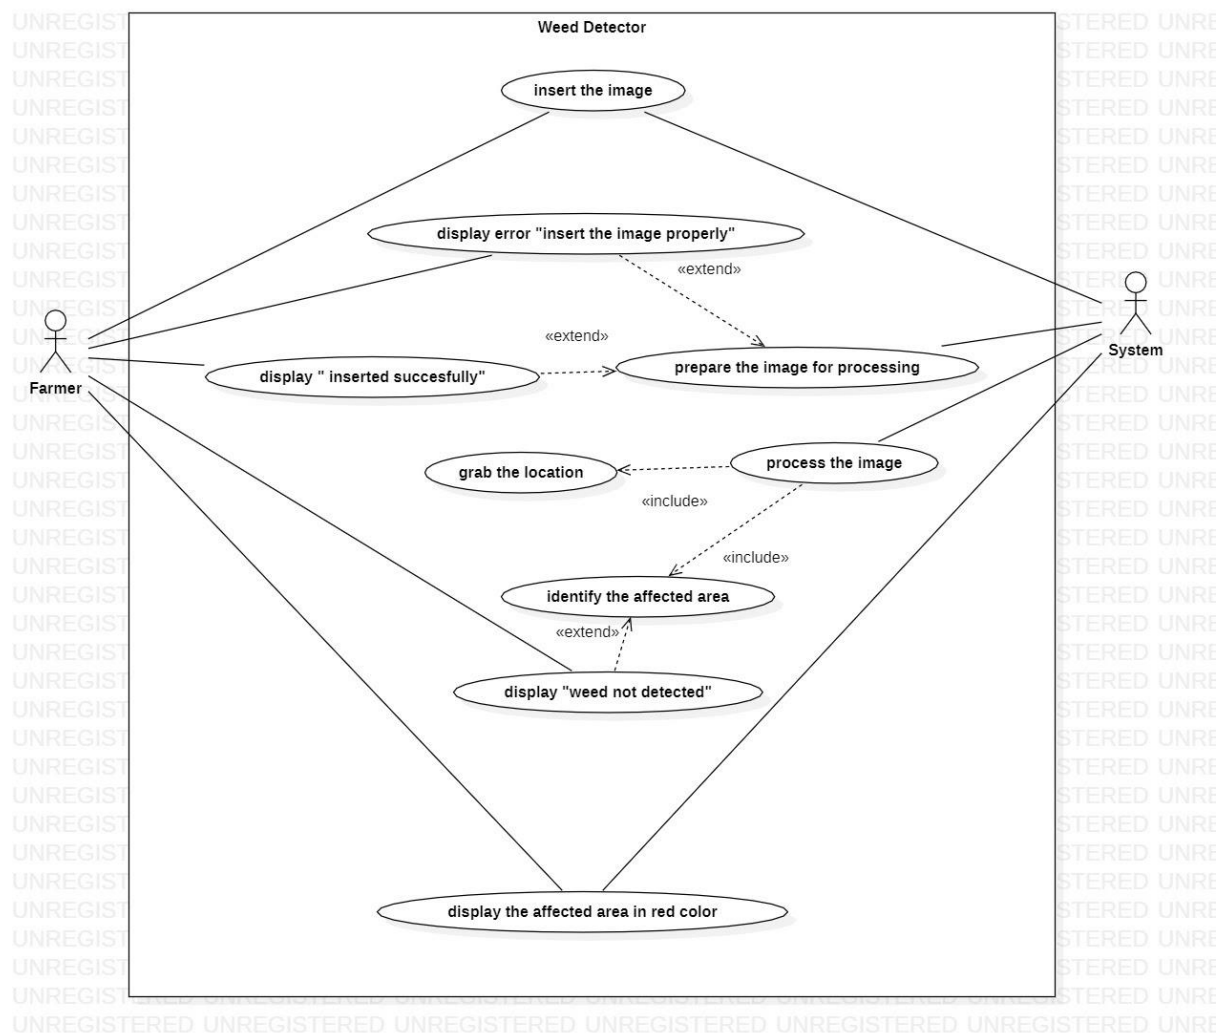 Weed Detector
insert the image
display error "insert the image properly"
«extend»
«extend»
display " inserted succesfully"
prepare the image for processing
Farmer
System
process the image
grab the location
«include»
«include»
identify the affected area
«extend»
display "weed not detected"
display the affected area in red color
UNREGISTERED UNREGISTERED UNREGISTERED UNREGISTERED UNREGISTERED UNREGISTERED